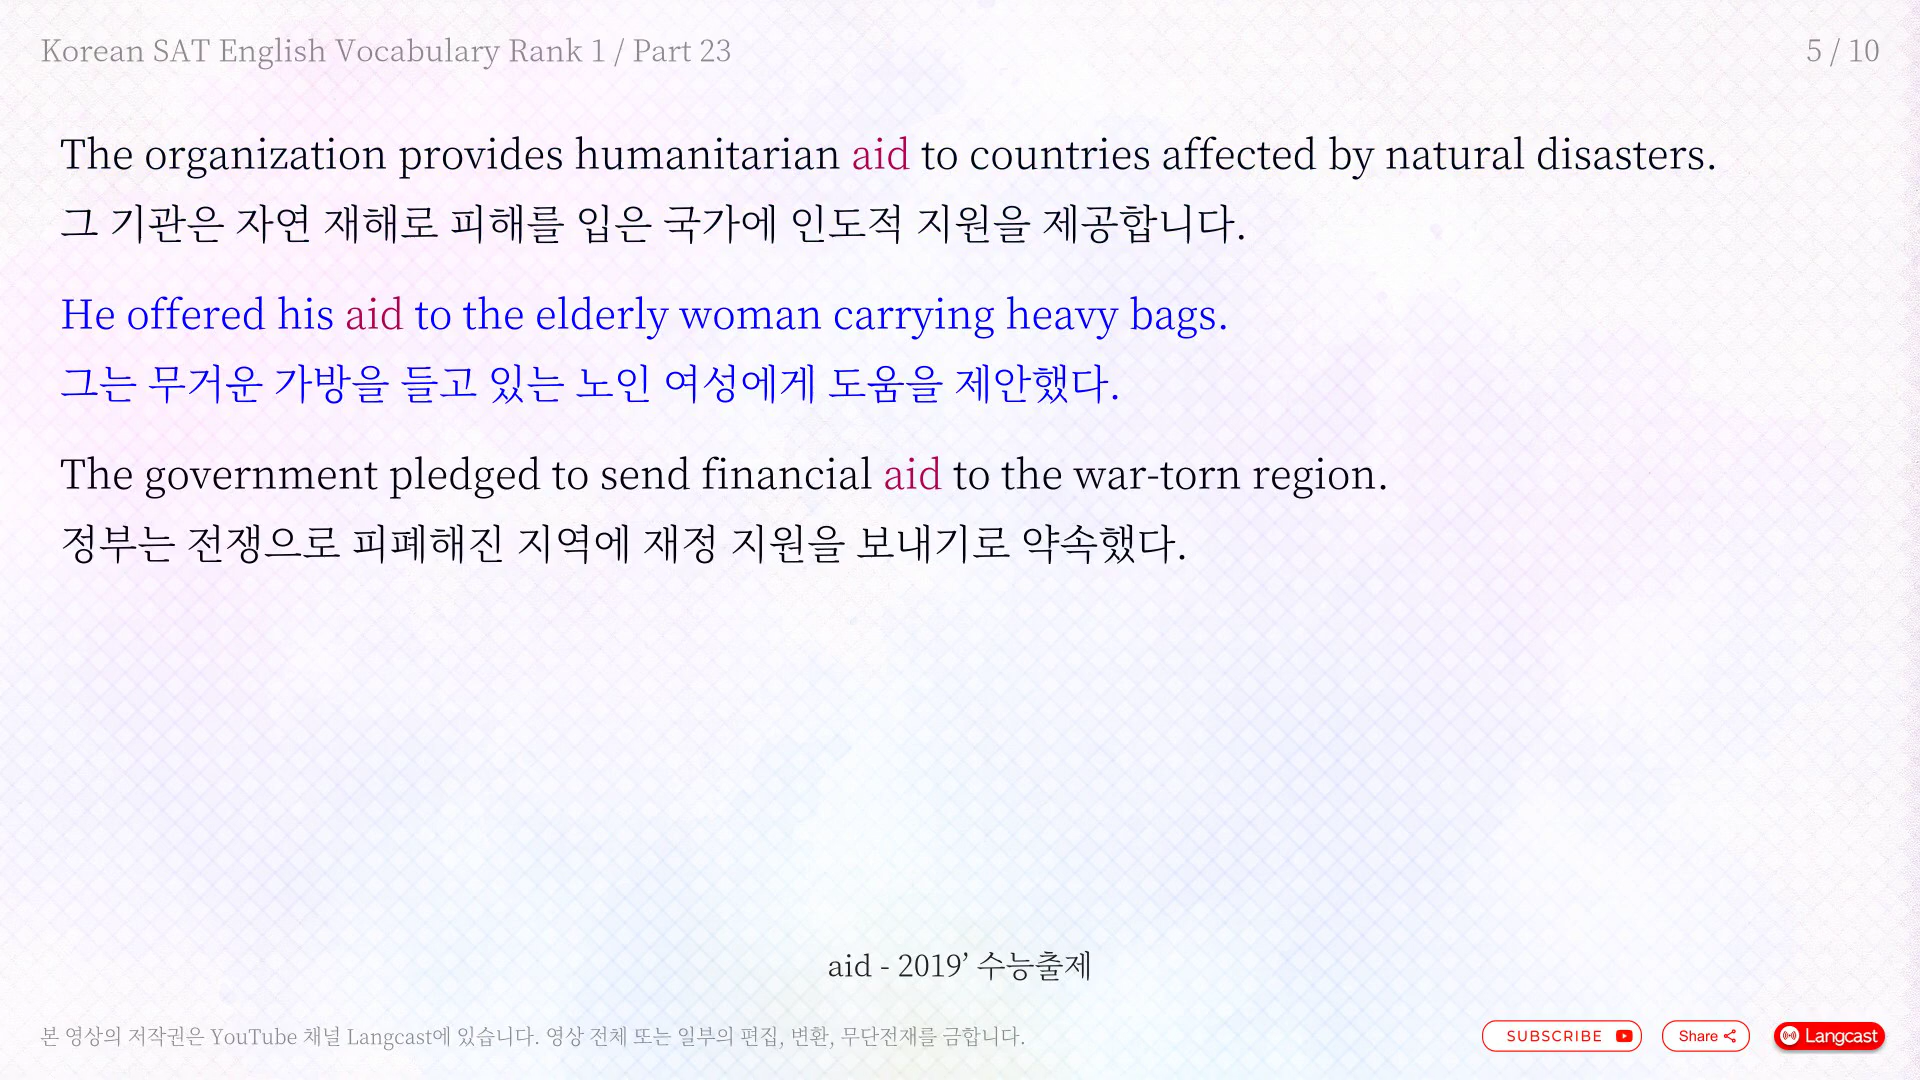 Korean SAT English Vocabulary Rank 1 / Part 23
5 / 10
The organization provides humanitarian aid to countries affected by natural disasters.
그 기관은 자연 재해로 피해를 입은 국가에 인도적 지원을 제공합니다.
He offered his aid to the elderly woman carrying heavy bags.
그는 무거운 가방을 들고 있는 노인 여성에게 도움을 제안했다.
The government pledged to send financial aid to the war-torn region.
정부는 전쟁으로 피폐해진 지역에 재정 지원을 보내기로 약속했다.
aid - 2019’ 수능출제
본 영상의 저작권은 YouTube 채널 Langcast에 있습니다. 영상 전체 또는 일부의 편집, 변환, 무단전재를 금합니다.
SUBSCRIBE
Share
Langcast